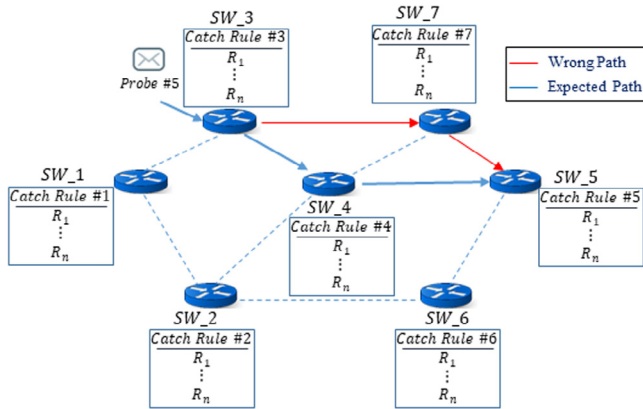 SW_3
Catch Rule #3
R₁
⋮
Rₙ
SW_7
Catch Rule #7
R₁
⋮
Rₙ
Wrong Path
Expected Path
Probe #5
SW_1
Catch Rule #1
R₁
⋮
Rₙ
SW_4
Catch Rule #4
R₁
⋮
Rₙ
SW_5
Catch Rule #5
R₁
⋮
Rₙ
SW_2
Catch Rule #2
R₁
⋮
Rₙ
SW_6
Catch Rule #6
R₁
⋮
Rₙ